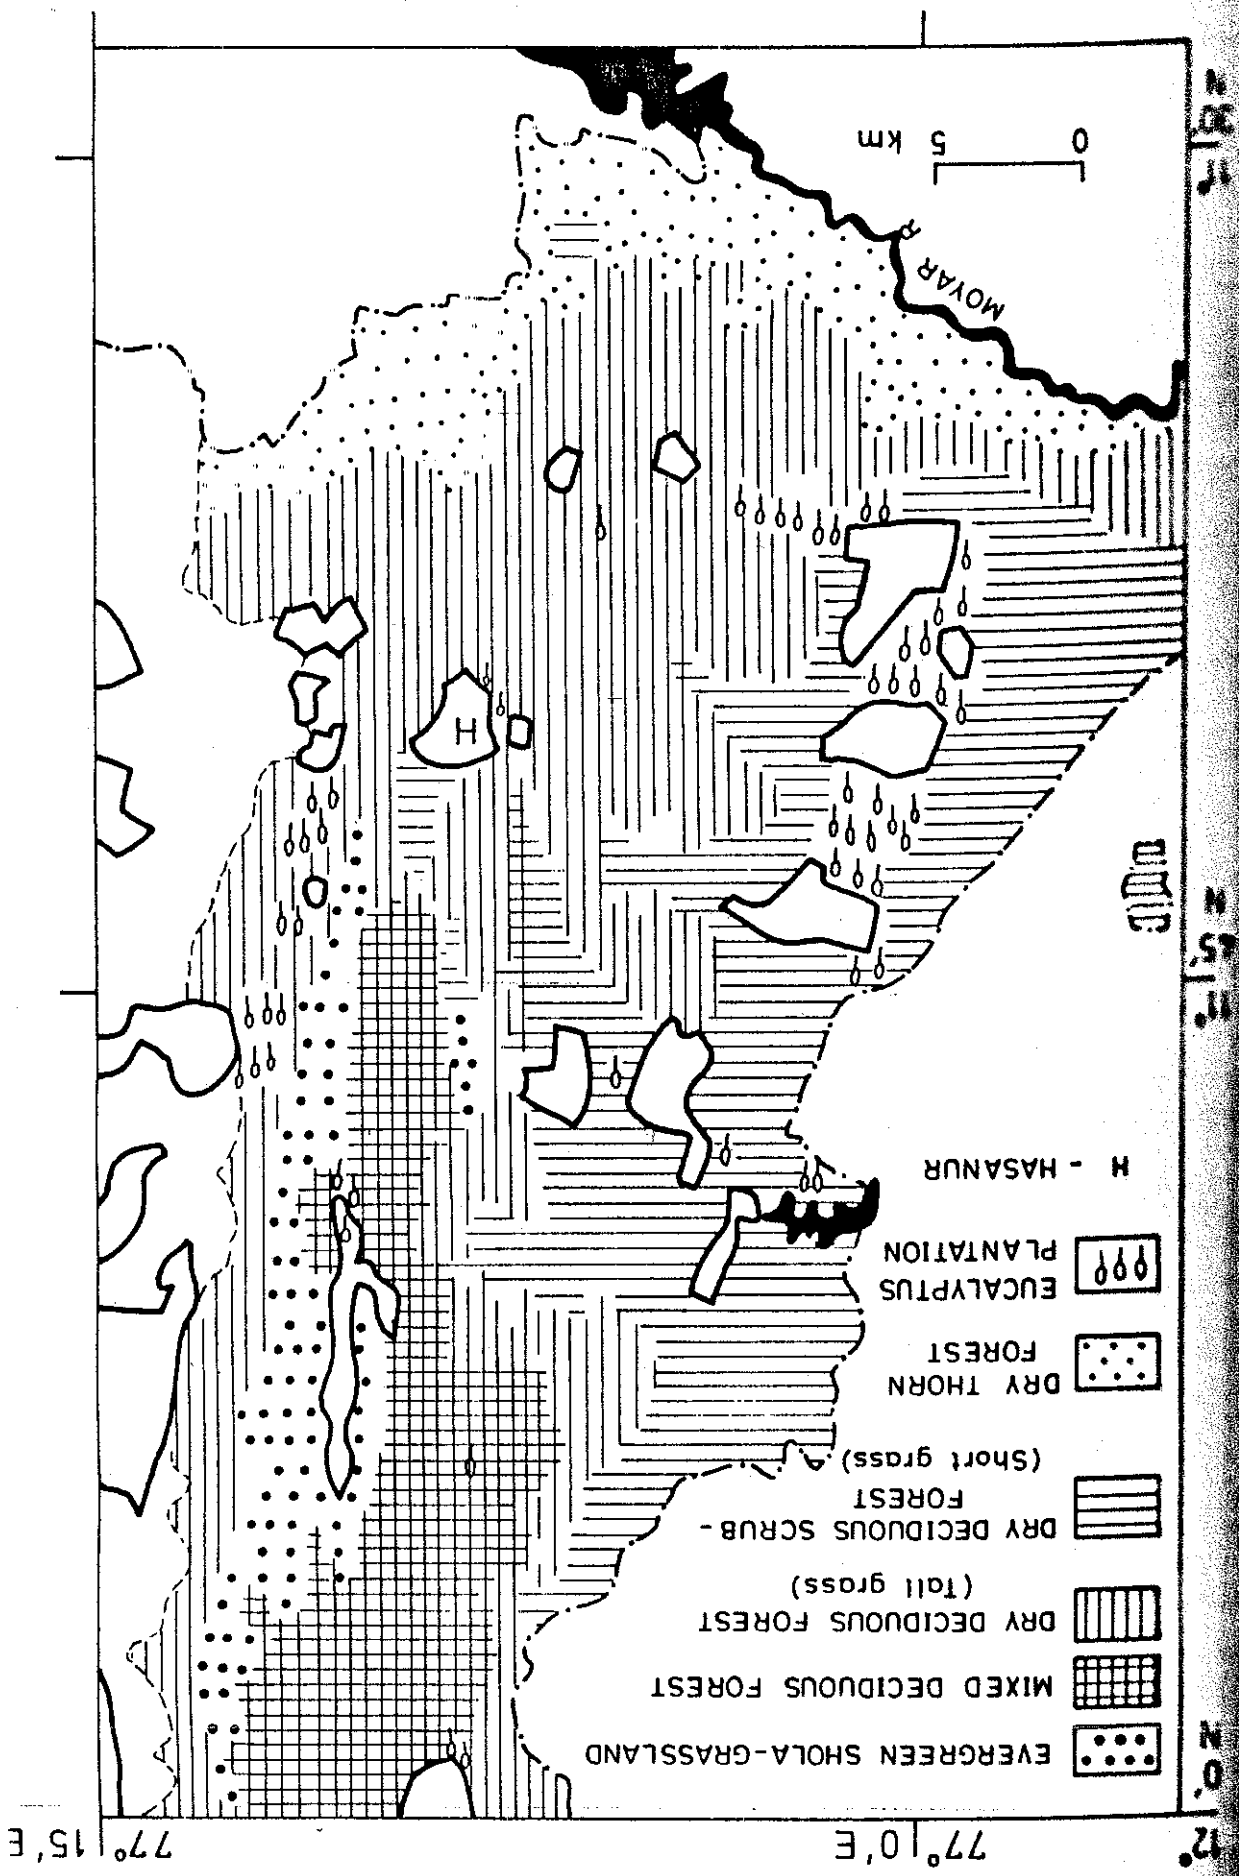 77° 15' E
77° 0' E
12°
0'
N
EVERGREEN SHOLA-GRASSLAND
MIXED DECIDUOUS FOREST
DRY DECIDUOUS FOREST
(Tall grass)
DRY DECIDUOUS SCRUB-
FOREST
(Short grass)
DRY THORN
FOREST
EUCALYPTUS
PLANTATION
H - HASANUR
11°
45'
N
H
MOYAR R
0 5 km
11°
30'
N